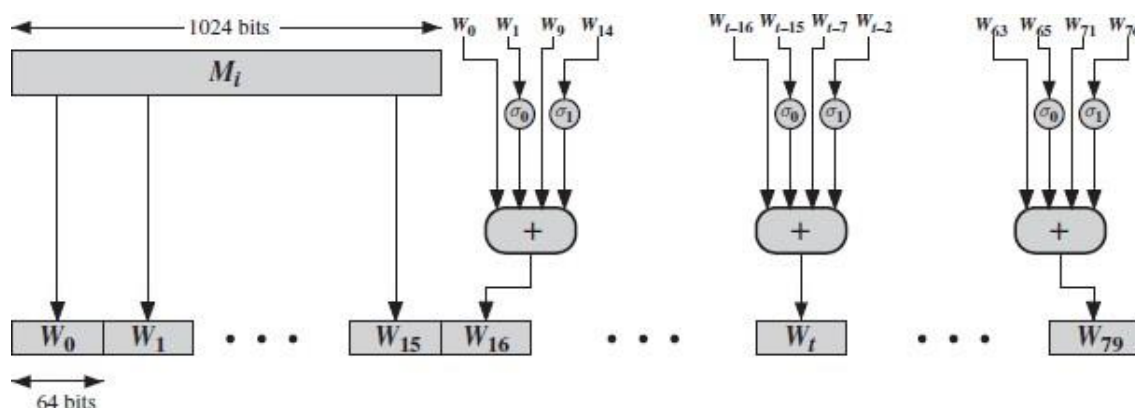 1024 bits
W0 W1 W9 W14
Wt–16 Wt–15 Wt–7 Wt–2
W63 W65 W71
Mi
σ0 σ1
σ0 σ1
σ0 σ1
+
+
+
W0 W1 • • • W15 W16 • • • Wt • • • W79
64 bits